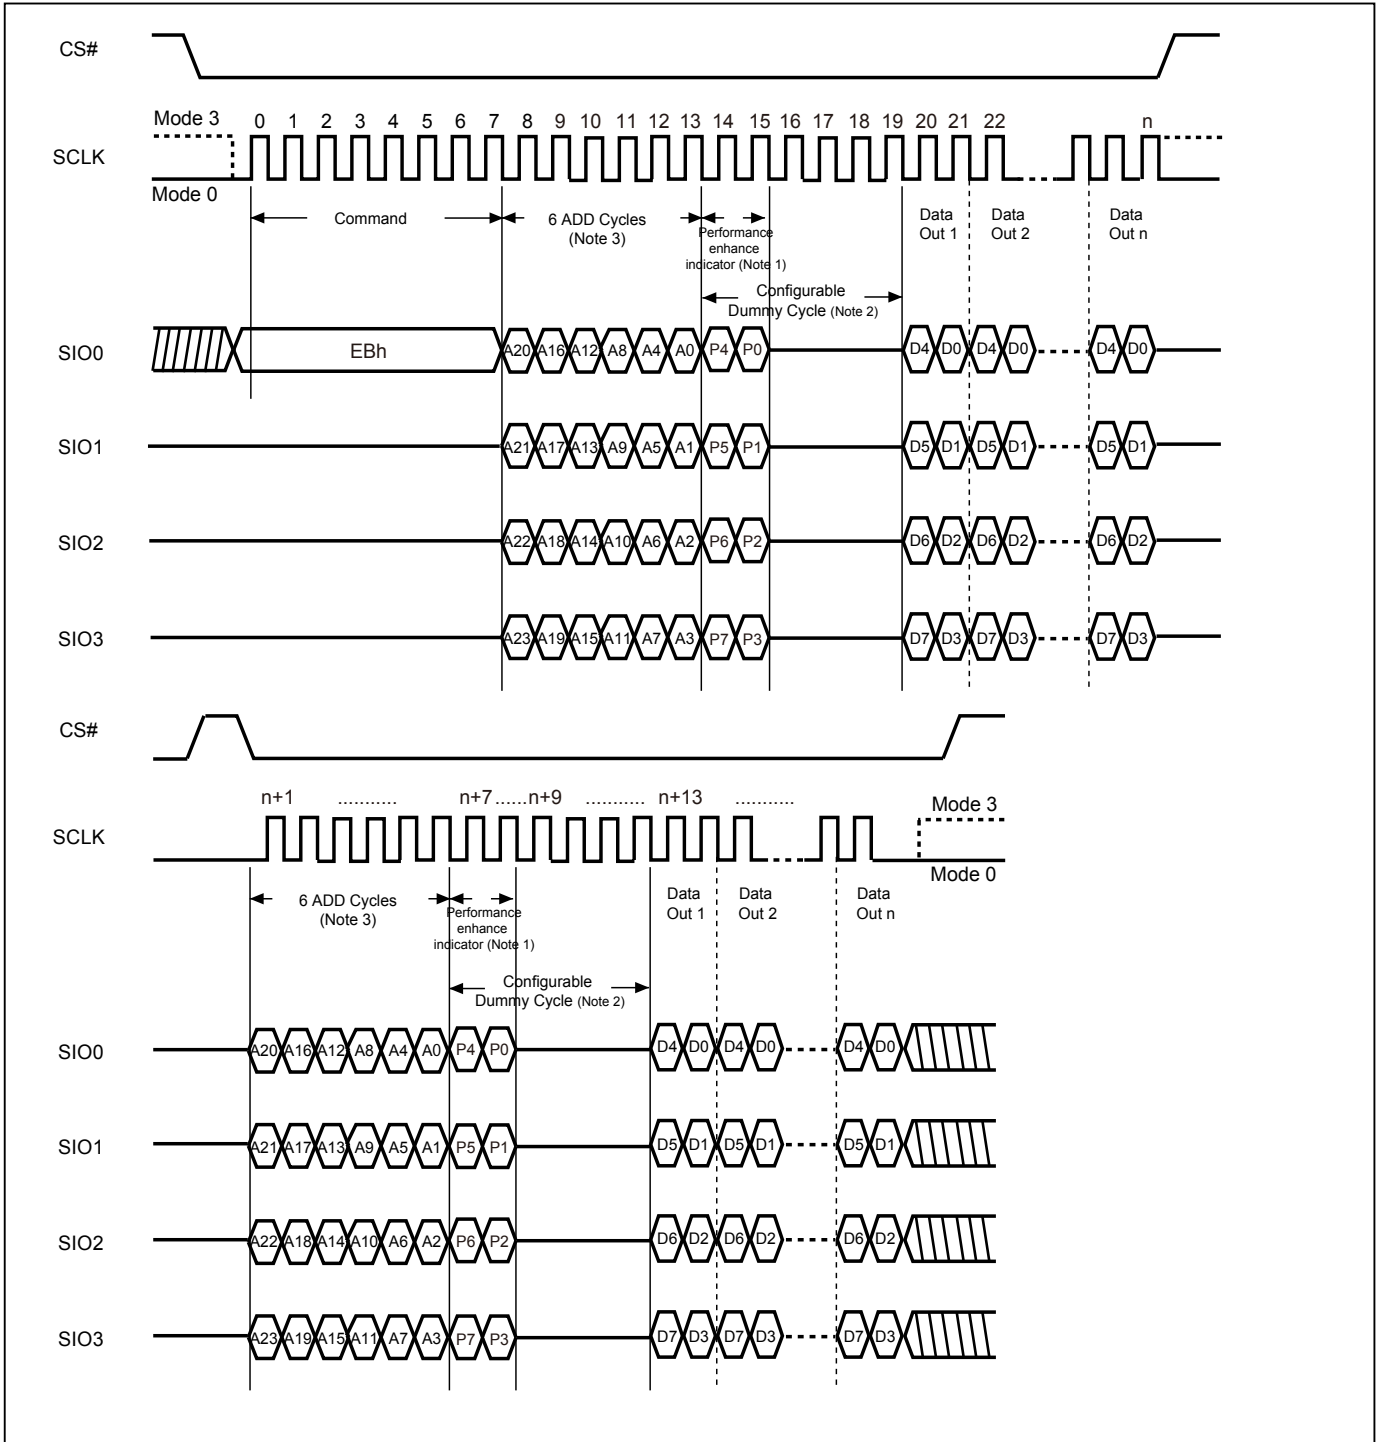 CS#
Mode 3
0 1 2 3 4 5 6 7 8 9 10 11 12 13 14 15 16 17 18 19 20 21 22 n
SCLK
Mode 0
Command
6 ADD Cycles
(Note 3)
Performance
enhance
indicator (Note 1)
Data
Out 1
Data
Out 2
Data
Out n
Configurable
Dummy Cycle (Note 2)
SIO0 EBh A20 A16 A12 A8 A4 A0 P4 P0 D4 D0 D4 D0 D4 D0
SIO1 A21 A17 A13 A9 A5 A1 P5 P1 D5 D1 D5 D1 D5 D1
SIO2 A22 A18 A14 A10 A6 A2 P6 P2 D6 D2 D6 D2 D6 D2
SIO3 A23 A19 A15 A11 A7 A3 P7 P3 D7 D3 D7 D3 D7 D3
CS#
n+1 ........... n+7 ...... n+9 ........... n+13 ...........
Mode 3
SCLK
Mode 0
6 ADD Cycles
(Note 3)
Performance
enhance
indicator (Note 1)
Data
Out 1
Data
Out 2
Data
Out n
Configurable
Dummy Cycle (Note 2)
SIO0 A20 A16 A12 A8 A4 A0 P4 P0 D4 D0 D4 D0 D4 D0
SIO1 A21 A17 A13 A9 A5 A1 P5 P1 D5 D1 D5 D1 D5 D1
SIO2 A22 A18 A14 A10 A6 A2 P6 P2 D6 D2 D6 D2 D6 D2
SIO3 A23 A19 A15 A11 A7 A3 P7 P3 D7 D3 D7 D3 D7 D3